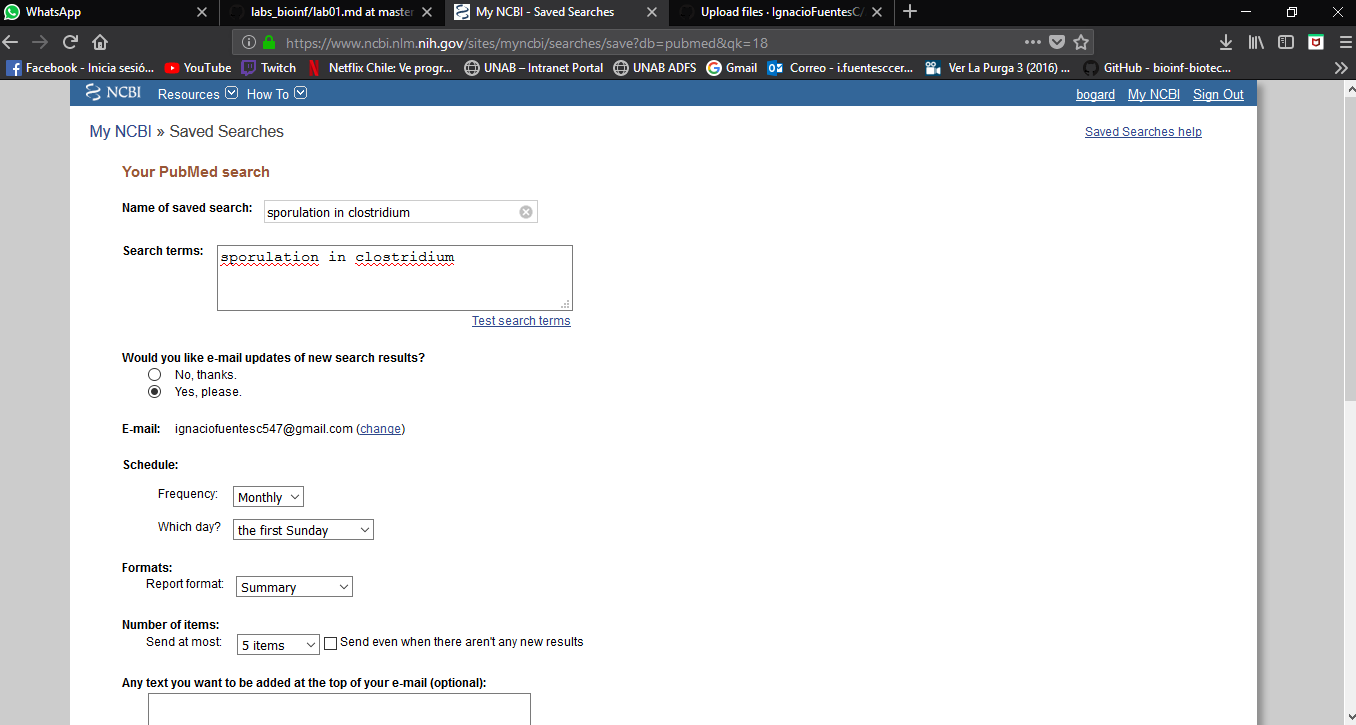 WhatsApp
labs_bioinf/lab01.md at master
My NCBI - Saved Searches
Upload files · IgnacioFuentesC/
https://www.ncbi.nlm.nih.gov/sites/myncbi/searches/save?db=pubmed&qk=18
Facebook - Inicia sesió... YouTube Twitch Netflix Chile: Ve progr... UNAB – Intranet Portal UNAB ADFS Gmail Correo - i.fuentesccer... Ver La Purga 3 (2016) ... GitHub - bioinf-biotec...
NCBI Resources How To bogard My NCBI Sign Out
My NCBI » Saved Searches Saved Searches help
Your PubMed search
Name of saved search: sporulation in clostridium
Search terms: sporulation in clostridium
Test search terms
Would you like e-mail updates of new search results?
No, thanks.
Yes, please.
E-mail: ignaciofuentesc547@gmail.com (change)
Schedule:
Frequency: Monthly
Which day? the first Sunday
Formats:
Report format: Summary
Number of items:
Send at most: 5 items Send even when there aren't any new results
Any text you want to be added at the top of your e-mail (optional):